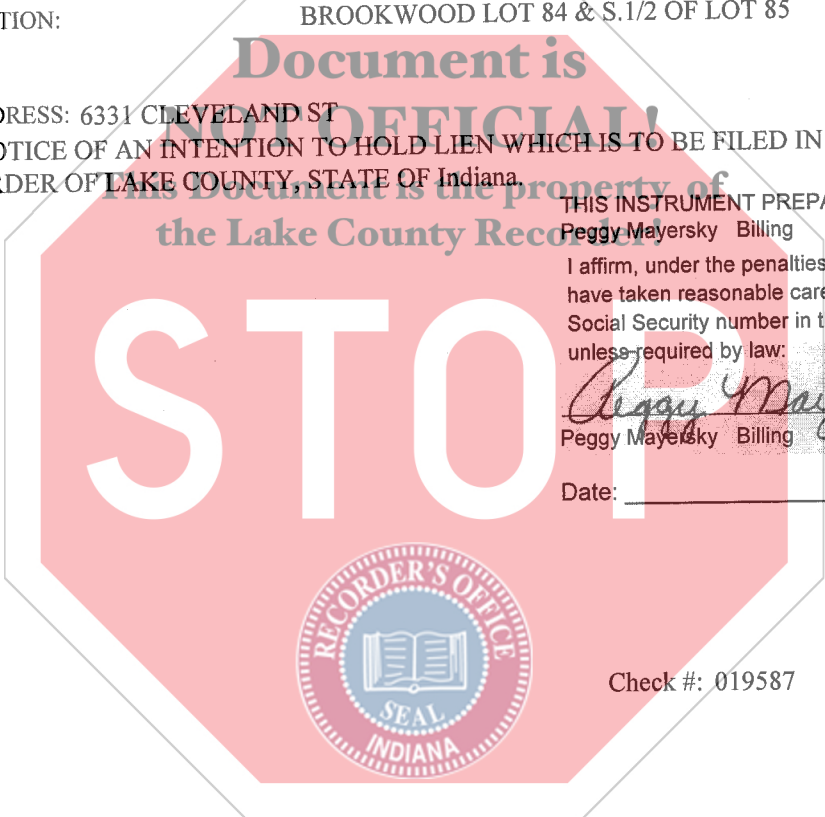 TION: BROOKWOOD LOT 84 & S.1/2 OF LOT 85
Document is
DRESS: 6331 CLEVELAND ST
NOT OFFICIAL!
OTICE OF AN INTENTION TO HOLD LIEN WHICH IS TO BE FILED IN
RDER OF LAKE COUNTY, STATE OF Indiana.
This Document is the property of
the Lake County Recorder!
THIS INSTRUMENT PREPA
Peggy Mayersky Billing
I affirm, under the penalties
have taken reasonable care
Social Security number in t
unless required by law:
Peggy May
Peggy Mayersky Billing
Date:
STOP
RECORDER'S OFFICE
SEAL
INDIANA
Check #: 019587